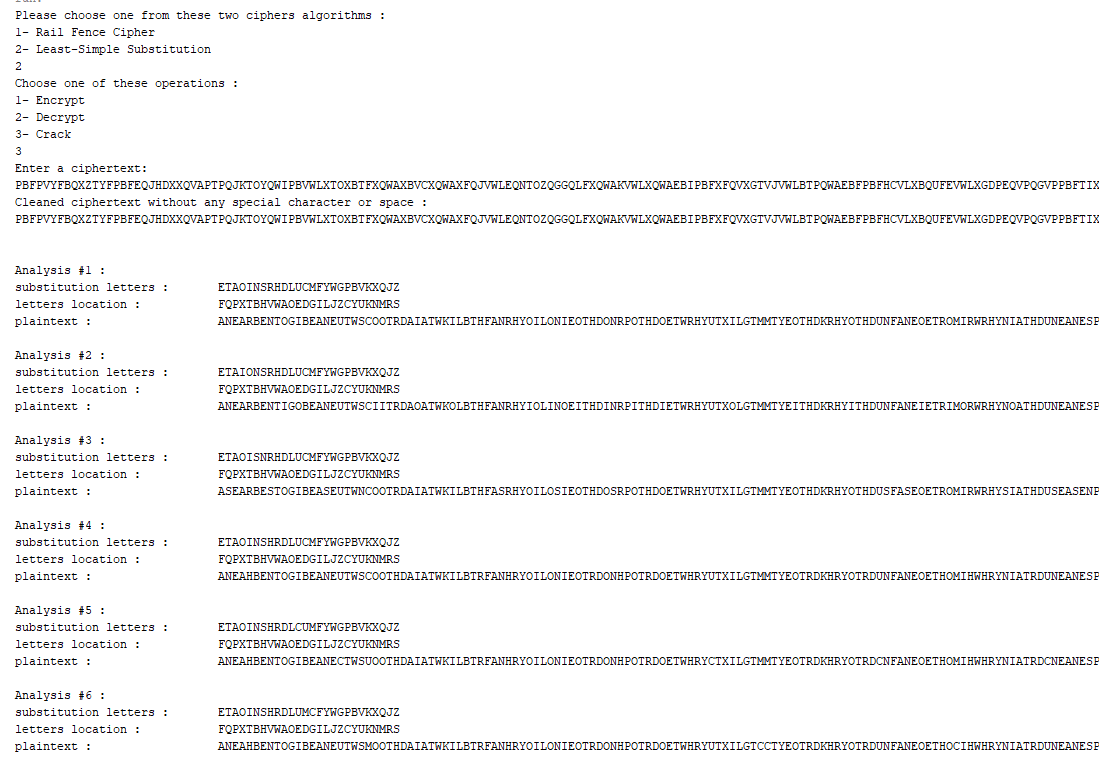 Please choose one from these two ciphers algorithms :
1- Rail Fence Cipher
2- Least-Simple Substitution
2
Choose one of these operations :
1- Encrypt
2- Decrypt
3- Crack
3
Enter a ciphertext:
PBFPVYFBQXZTYFPBFEQJHDXXQVAPTPQJKTOYQWIPBVWLXTOXBTFXQWAXBVCXQWAXFQJVWLEQNTOZQGGQLFXQWAKVWLXQWAEBIPBFXFQVXGTVJVWLBTPQWAEBFPBFHCVLXBQUFEVWLXGDPEQVPQGVPPBFTIX
Cleaned ciphertext without any special character or space :
PBFPVYFBQXZTYFPBFEQJHDXXQVAPTPQJKTOYQWIPBVWLXTOXBTFXQWAXBVCXQWAXFQJVWLEQNTOZQGGQLFXQWAKVWLXQWAEBIPBFXFQVXGTVJVWLBTPQWAEBFPBFHCVLXBQUFEVWLXGDPEQVPQGVPPBFTIX
Analysis #1 :
substitution letters : ETAOINSRHDLUCMFYWGPBVKXQJZ
letters location : FQPXTBHVWAOEDGILJZCYUKNMRS
plaintext : ANEARBENTOGIBEANEUTWSCOOTRDAIATWKILBTHFANRHYOILONIEOTHDONRPOTHDOETWRHYUTXILGTMMTYEOTHDKRHYOTHDUNFANEOETROMIRWRHYNIATHDUNEANESP
Analysis #2 :
substitution letters : ETAIONSRHDLUCMFYWGPBVKXQJZ
letters location : FQPXTBHVWAOEDGILJZCYUKNMRS
plaintext : ANEARBENTIGOBEANEUTWSCIITRDAOATWKOLBTHFANRHYIOLINOEITHDINRPITHDIETWRHYUTXOLGTMMTYEITHDKRHYITHDUNFANEIETRIMORWRHYNOATHDUNEANESP
Analysis #3 :
substitution letters : ETAOISNRHDLUCMFYWGPBVKXQJZ
letters location : FQPXTBHVWAOEDGILJZCYUKNMRS
plaintext : ASEARBESTOGIBEASEUTWNCOOTRDAIATWKILBTHFASRHYOILOSIEOTHDOSRPOTHDOETWRHYUTXILGTMMTYEOTHDKRHYOTHDUSFASEOETROMIRWRHYSIATHDUSEASENP
Analysis #4 :
substitution letters : ETAOINSHRDLUCMFYWGPBVKXQJZ
letters location : FQPXTBHVWAOEDGILJZCYUKNMRS
plaintext : ANEAHBENTOGIBEANEUTWSCOOTHDAIATWKILBTRFANHRYOILONIEOTRDONHPOTRDOETWHRYUTXILGTMMTYEOTRDKHRYOTRDUNFANEOETHOMIHWHRYNIATRDUNEANESP
Analysis #5 :
substitution letters : ETAOINSHRDLCUMFYWGPBVKXQJZ
letters location : FQPXTBHVWAOEDGILJZCYUKNMRS
plaintext : ANEAHBENTOGIBEANECTWSUOOTHDAIATWKILBTRFANHRYOILONIEOTRDONHPOTRDOETWHRYCTXILGTMMTYEOTRDKHRYOTRDCNFANEOETHOMIHWHRYNIATRDCNEANESP
Analysis #6 :
substitution letters : ETAOINSHRDLUMCFYWGPBVKXQJZ
letters location : FQPXTBHVWAOEDGILJZCYUKNMRS
plaintext : ANEAHBENTOGIBEANEUTWSMOOTHDAIATWKILBTRFANHRYOILONIEOTRDONHPOTRDOETWHRYUTXILGTCCTYEOTRDKHRYOTRDUNFANEOETHOCIHWHRYNIATRDUNEANESP